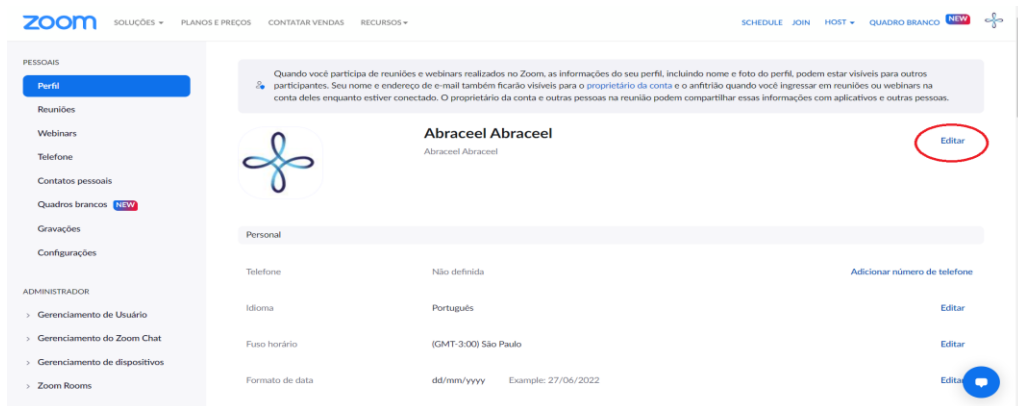 zoom SOLUÇÕES PLANOS E PREÇOS CONTATAR VENDAS RECURSOS SCHEDULE JOIN HOST QUADRO BRANCO NEW
PESSOAIS
Perfil
Reuniões
Webinars
Telefone
Contatos pessoais
Quadros brancos NEW
Gravações
Configurações
ADMINISTRADOR
Gerenciamento de Usuário
Gerenciamento do Zoom Chat
Gerenciamento de dispositivos
Zoom Rooms
Quando você participa de reuniões e webinars realizados no Zoom, as informações do seu perfil, incluindo nome e foto do perfil, podem estar visíveis para outros
participantes. Seu nome e endereço de e-mail também ficarão visíveis para o proprietário da conta e o anfitrião quando você ingressar em reuniões ou webinars na
conta deles enquanto estiver conectado. O proprietário da conta e outras pessoas na reunião podem compartilhar essas informações com aplicativos e outras pessoas.
Abraceel Abraceel Editar
Abraceel Abraceel
Personal
Telefone Não definida Adicionar número de telefone
Idioma Português Editar
Fuso horário (GMT-3:00) São Paulo Editar
Formato de data dd/mm/yyyy Example: 27/06/2022